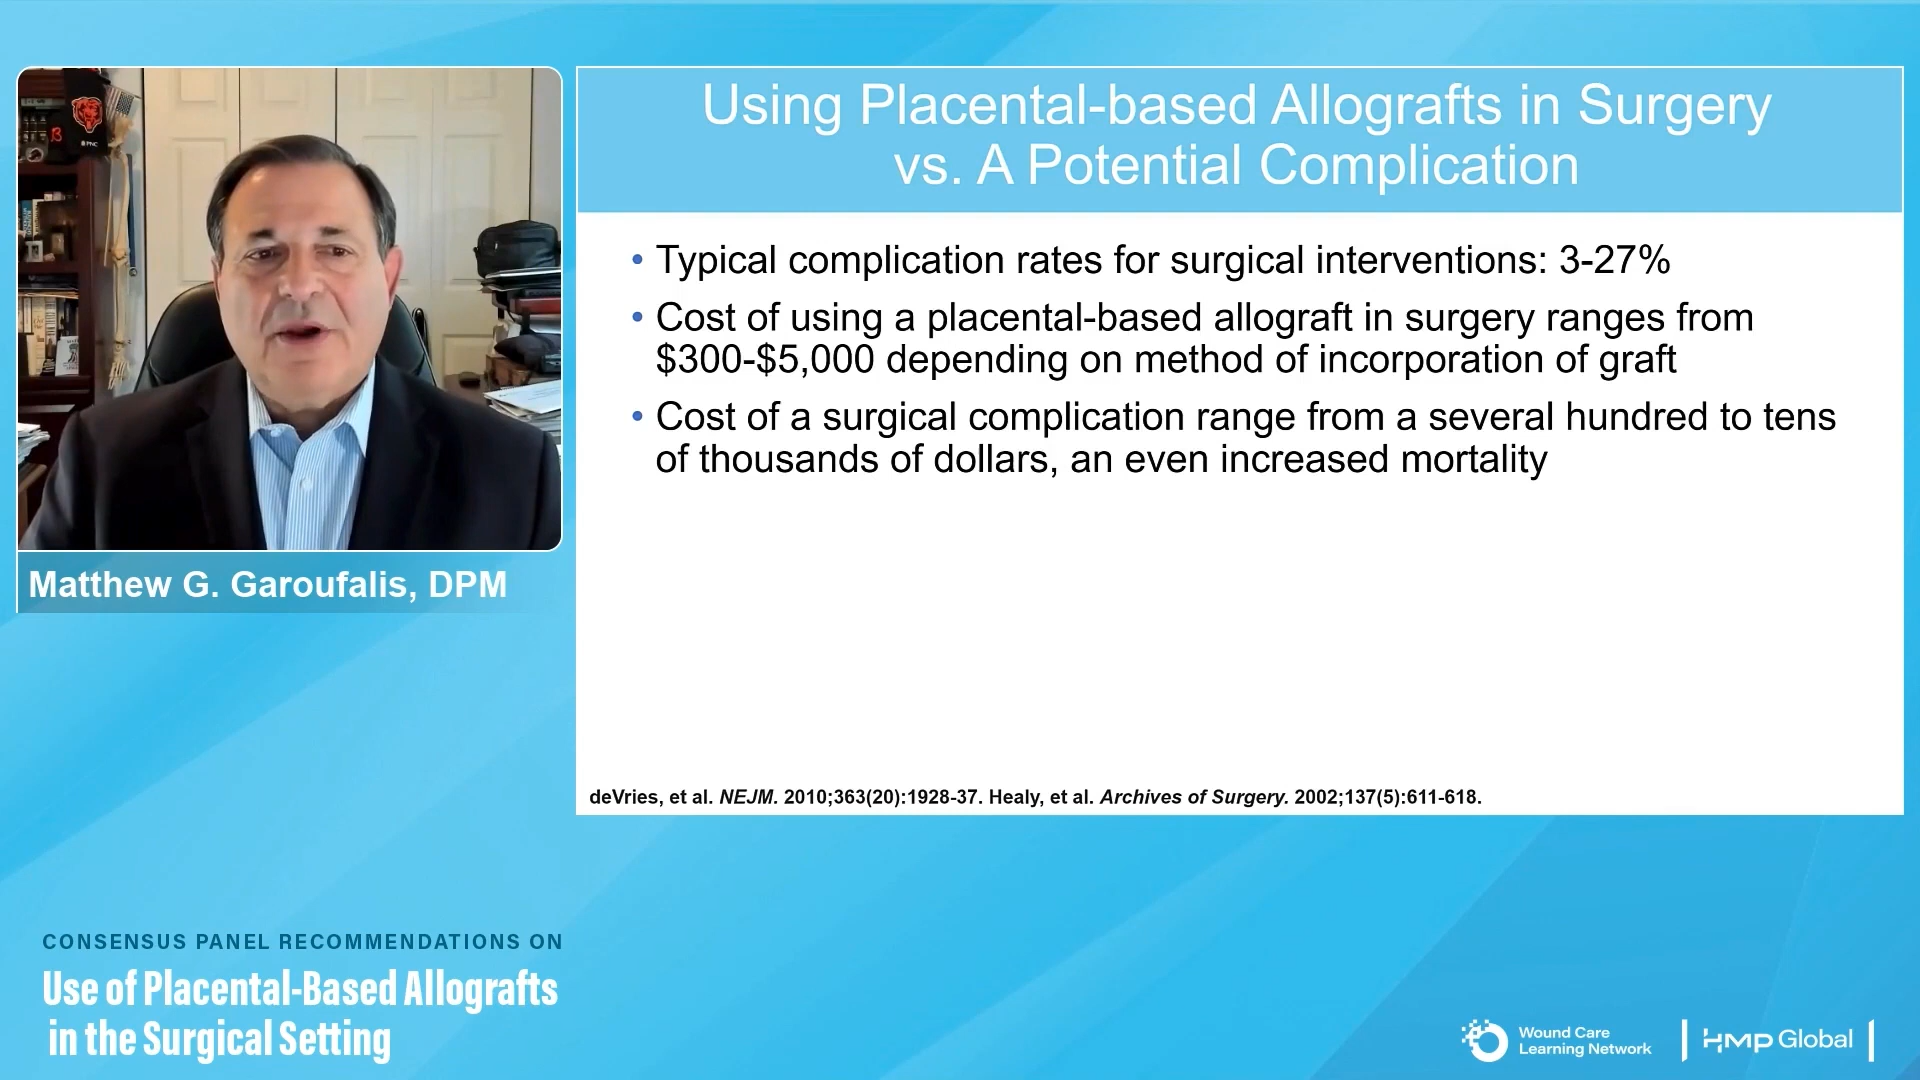 Using Placental-based Allografts in Surgery
vs. A Potential Complication
• Typical complication rates for surgical interventions: 3-27%
• Cost of using a placental-based allograft in surgery ranges from
$300-$5,000 depending on method of incorporation of graft
• Cost of a surgical complication range from a several hundred to tens
of thousands of dollars, an even increased mortality
deVries, et al. NEJM. 2010;363(20):1928-37. Healy, et al. Archives of Surgery. 2002;137(5):611-618.
PNC
Matthew G. Garoufalis, DPM
CONSENSUS PANEL RECOMMENDATIONS ON
Use of Placental-Based Allografts
in the Surgical Setting
Wound Care
Learning Network
HMP Global